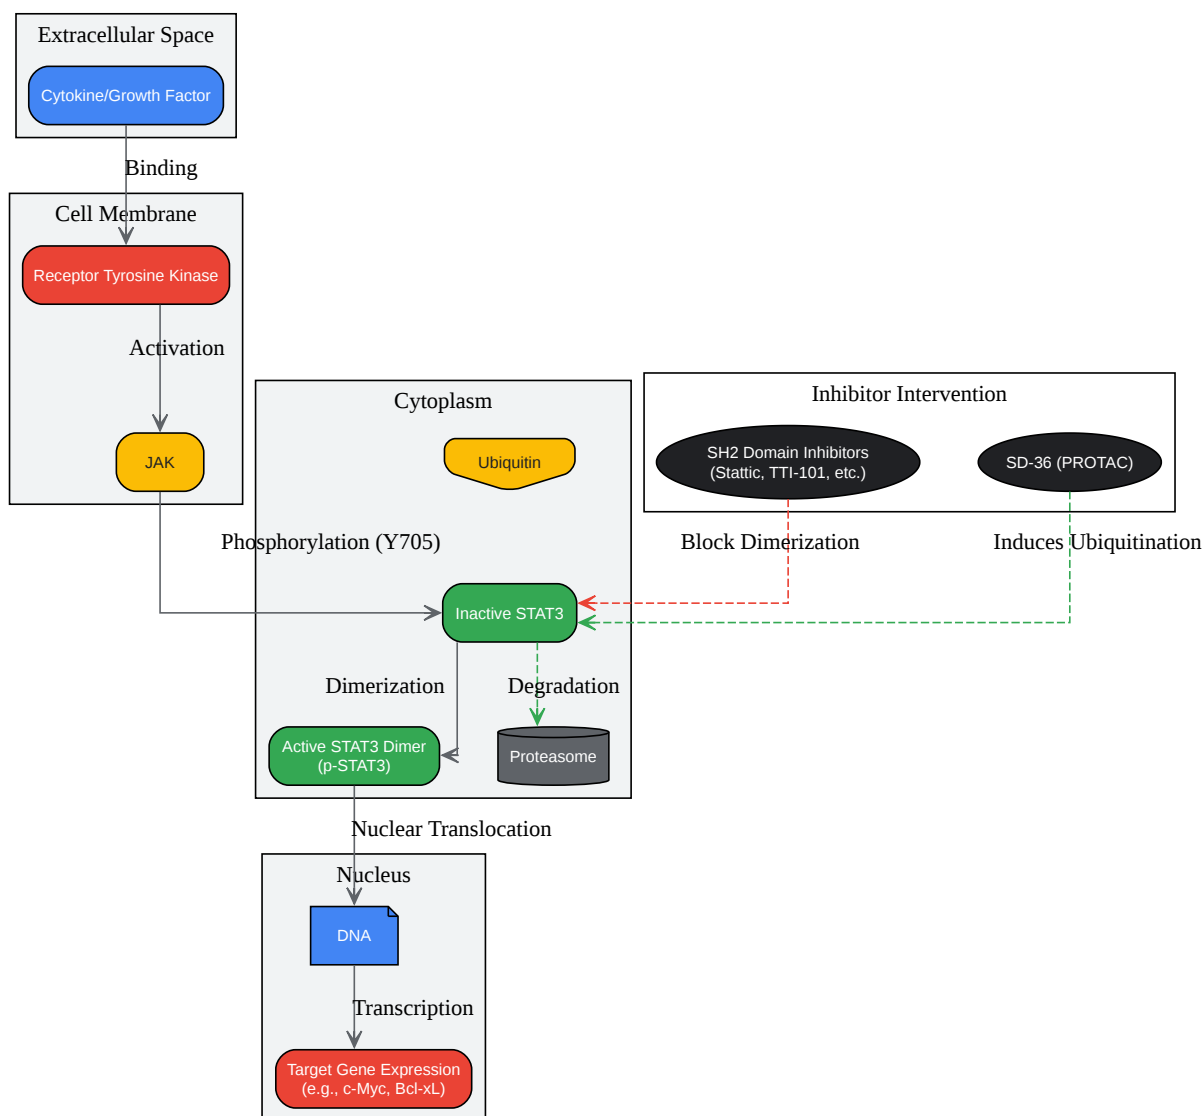 Extracellular Space
Cytokine/Growth Factor
Binding
Cell Membrane
Receptor Tyrosine Kinase
Activation
JAK
Cytoplasm
Ubiquitin
Inhibitor Intervention
SH2 Domain Inhibitors
(Stattic, TTI-101, etc.)
SD-36 (PROTAC)
Phosphorylation (Y705)
Block Dimerization
Induces Ubiquitination
Inactive STAT3
Dimerization
Degradation
Active STAT3 Dimer
(p-STAT3)
Proteasome
Nuclear Translocation
Nucleus
DNA
Transcription
Target Gene Expression
(e.g., c-Myc, Bcl-xL)